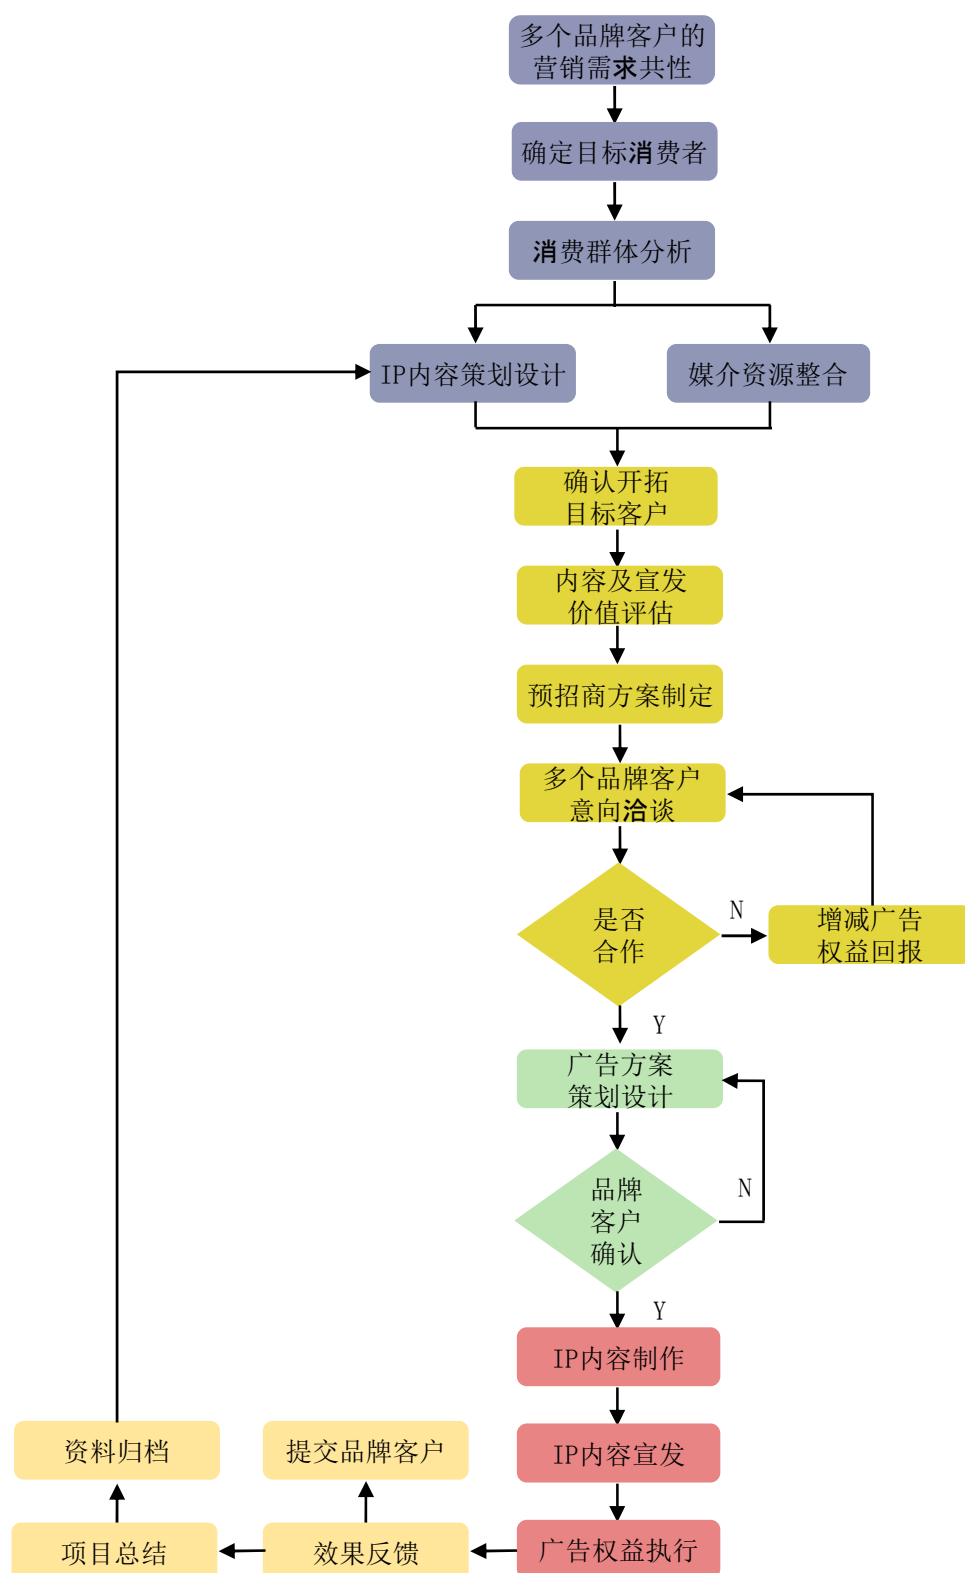 多个品牌客户的
营销需求共性
确定目标消费者
消费群体分析
IP内容策划设计
媒介资源整合
确认开拓
目标客户
内容及宣发
价值评估
预招商方案制定
多个品牌客户
意向洽谈
是否
合作
N
增减广告
权益回报
Y
广告方案
策划设计
品牌
客户
确认
N
Y
IP内容制作
资料归档
提交品牌客户
IP内容宣发
项目总结
效果反馈
广告权益执行